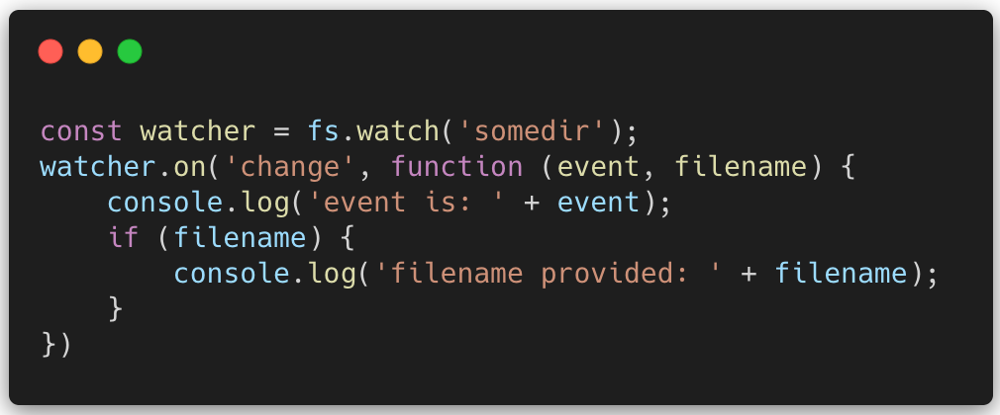 const watcher = fs.watch('somedir');
watcher.on('change', function (event, filename) {
    console.log('event is: ' + event);
    if (filename) {
        console.log('filename provided: ' + filename);
    }
})